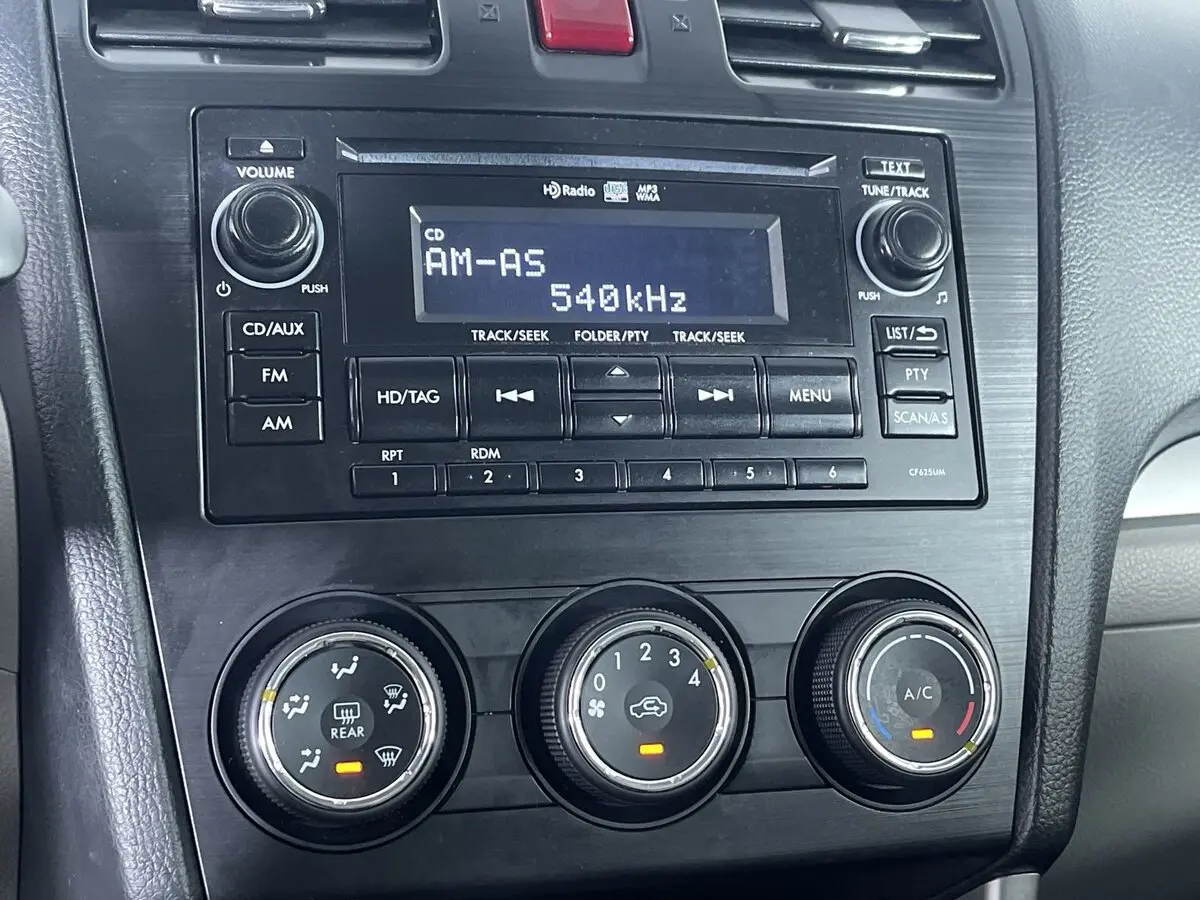 TEXT
VOLUME
HD Radio
MP3
WMA
TUNE/TRACK
CD
AM-AS
540kHz
PUSH
PUSH
TRACK/SEEK FOLDER/PTY TRACK/SEEK
CD/AUX
LIST/
FM
HD/TAG
MENU
PTY
AM
SCAN/AS
RPT
RDM
1 2 3 4 5 6
CF625UM
REAR
0 1 2 3 4
A/C